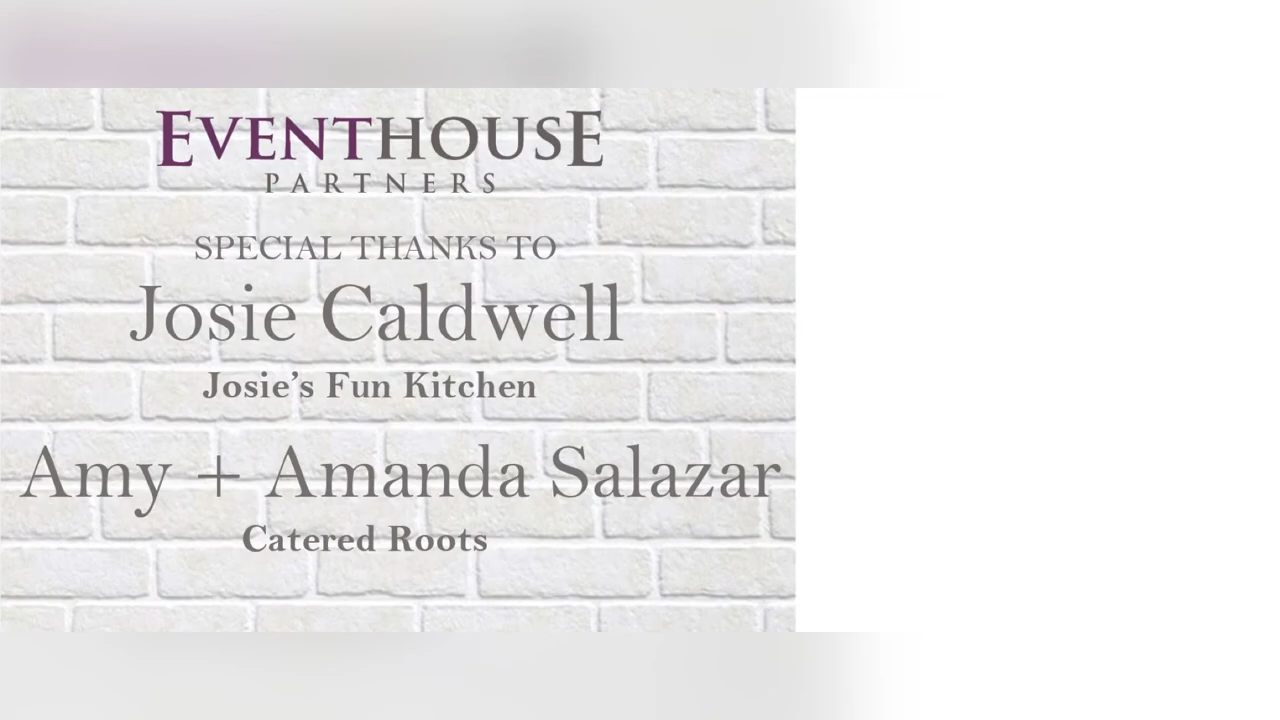 EVENTHOUSE
PARTNERS
SPECIAL THANKS TO
Josie Caldwell
Josie’s Fun Kitchen
Amy + Amanda Salazar
Catered Roots